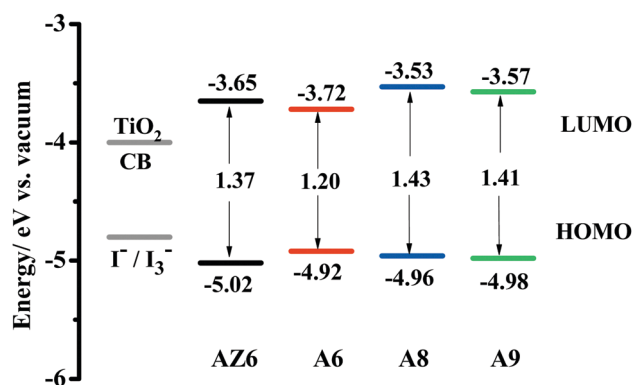 Energy/ eV vs. vacuum
-3
-4
-5
-6
TiO₂
CB
I⁻ / I₃⁻
-3.65
-3.72
-3.53
-3.57
LUMO
1.37
1.20
1.43
1.41
HOMO
-5.02
-4.92
-4.96
-4.98
AZ6
A6
A8
A9